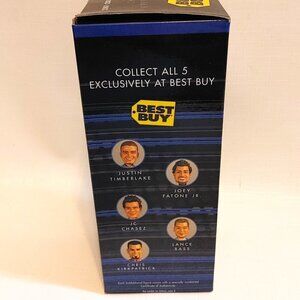 COLLECT ALL 5
EXCLUSIVELY AT BEST BUY
BEST
BUY
JUSTIN
TIMBERLAKE
JOEY
FATONE JR
JC
CHASEZ
LANCE
BASS
CHRIS
KIRKPATRICK